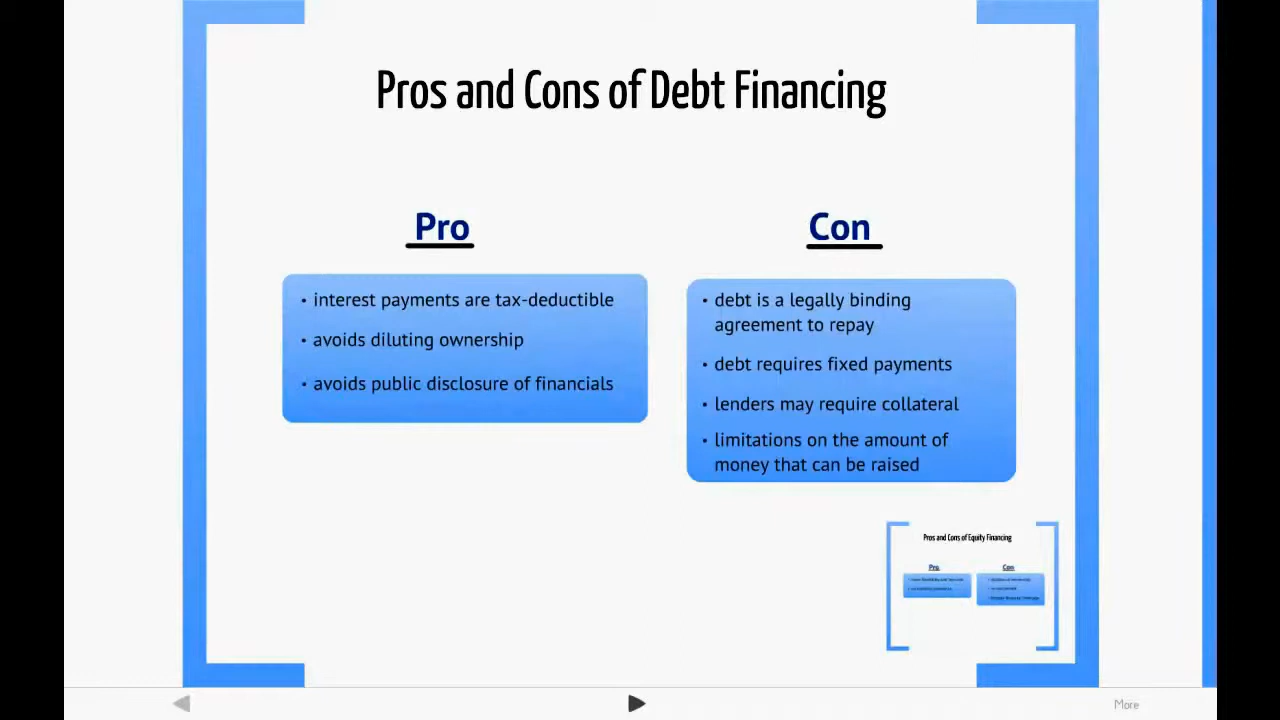 Pros and Cons of Debt Financing
Pro
Con
• interest payments are tax-deductible
• avoids diluting ownership
• avoids public disclosure of financials
• debt is a legally binding
agreement to repay
• debt requires fixed payments
• lenders may require collateral
• limitations on the amount of
money that can be raised
Pros and Cons of Equity Financing
Pro
Con
More